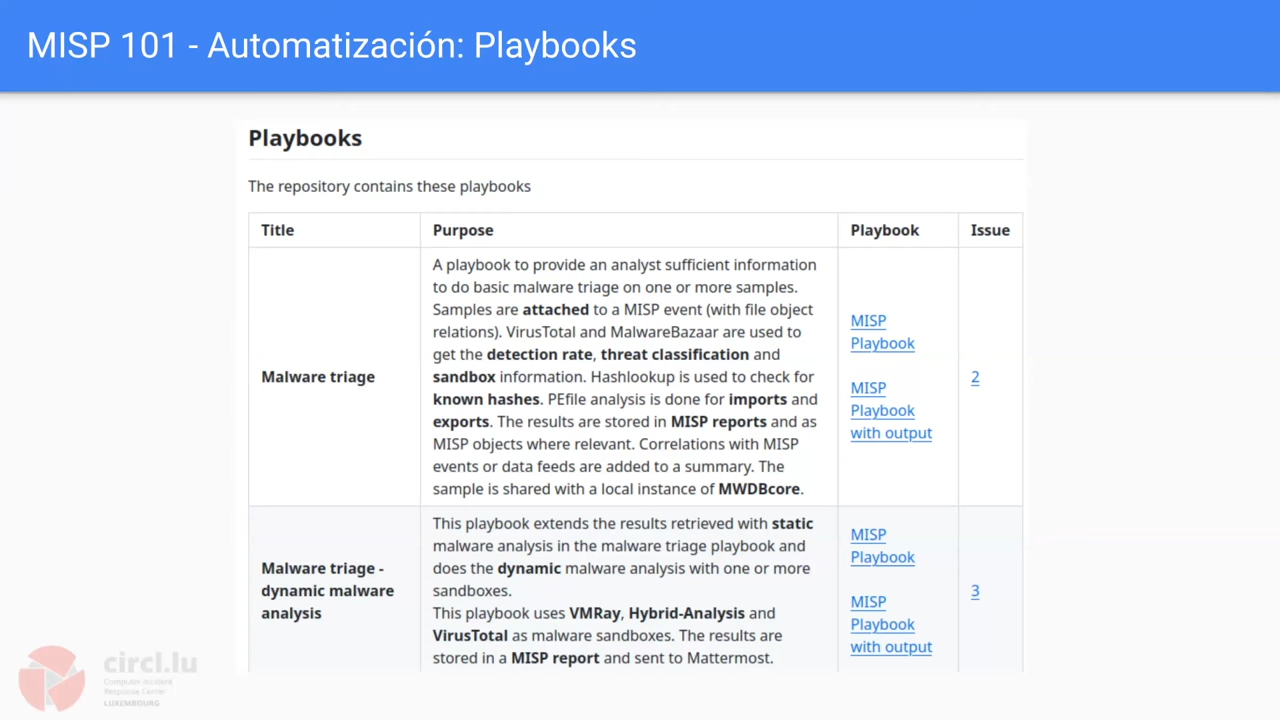 MISP 101 - Automatización: Playbooks
Playbooks
The repository contains these playbooks
Title
Purpose
Playbook
Issue
Malware triage
A playbook to provide an analyst sufficient information
to do basic malware triage on one or more samples.
Samples are attached to a MISP event (with file object
relations). VirusTotal and MalwareBazaar are used to
get the detection rate, threat classification and
sandbox information. Hashlookup is used to check for
known hashes. PEfile analysis is done for imports and
exports. The results are stored in MISP reports and as
MISP objects where relevant. Correlations with MISP
events or data feeds are added to a summary. The
sample is shared with a local instance of MWDBcore.
MISP
Playbook
MISP
Playbook
with output
2
Malware triage -
dynamic malware
analysis
This playbook extends the results retrieved with static
malware analysis in the malware triage playbook and
does the dynamic malware analysis with one or more
sandboxes.
This playbook uses VMRay, Hybrid-Analysis and
VirusTotal as malware sandboxes. The results are
stored in a MISP report and sent to Mattermost.
MISP
Playbook
MISP
Playbook
with output
3
circl.lu
Computer Incident
Response Center
LUXEMBOURG